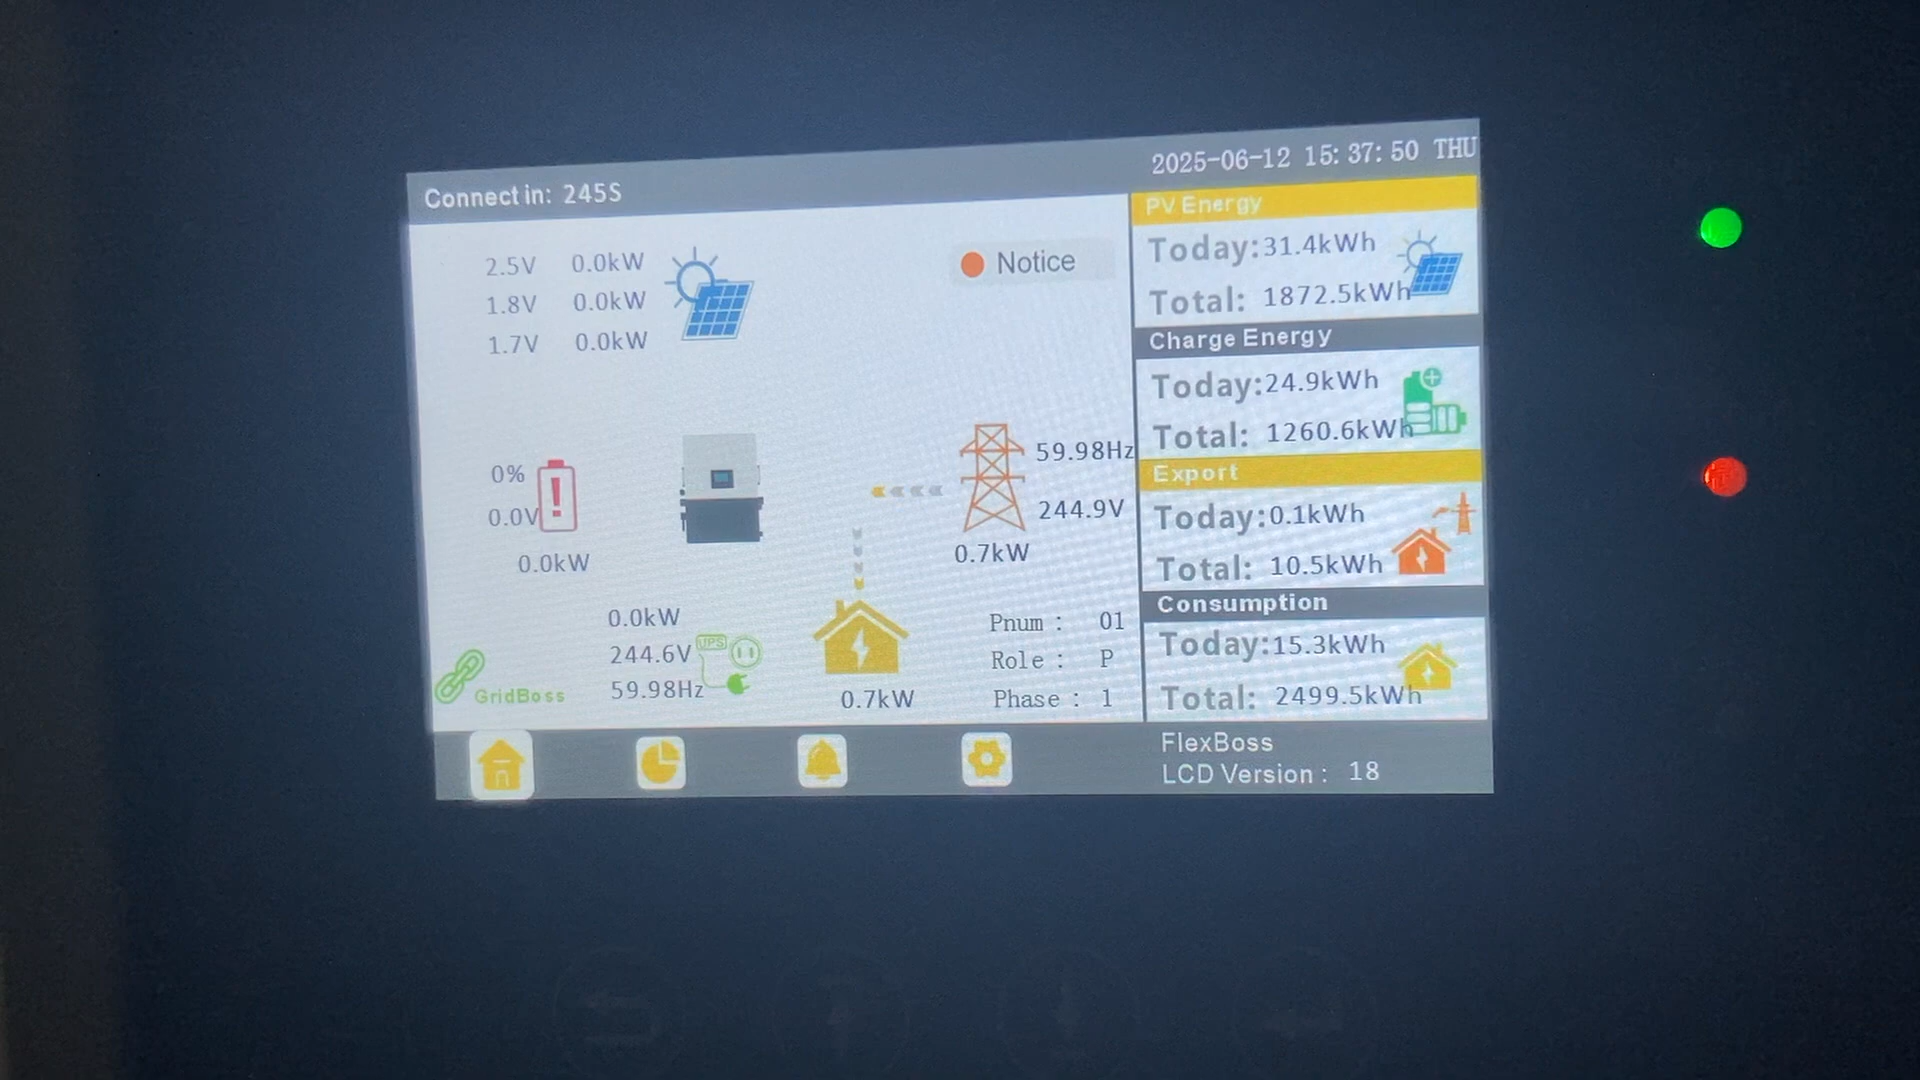 Connect in: 245S
2025-06-12 15:37:50 THU
2.5V 0.0kW
1.8V 0.0kW
1.7V 0.0kW
Notice
0%
0.0V
0.0kW
59.98Hz
244.9V
0.7kW
0.0kW
244.6V
59.98Hz
UPS
GridBoss
0.7kW
Pnum : 01
Role : P
Phase : 1
PV Energy
Today:31.4kWh
Total: 1872.5kWh
Charge Energy
Today:24.9kWh
Total: 1260.6kWh
Export
Today:0.1kWh
Total: 10.5kWh
Consumption
Today:15.3kWh
Total: 2499.5kWh
FlexBoss
LCD Version : 18